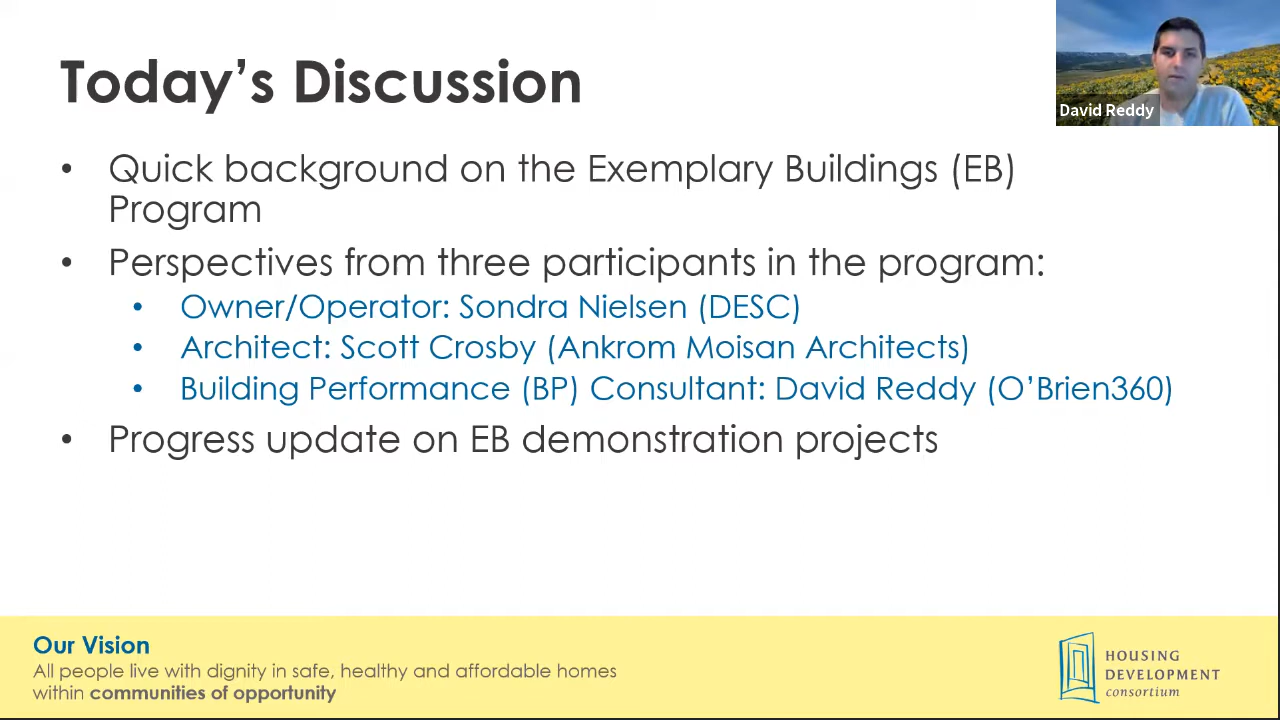 Today's Discussion
David Reddy
• Quick background on the Exemplary Buildings (EB)
Program
• Perspectives from three participants in the program:
• Owner/Operator: Sondra Nielsen (DESC)
• Architect: Scott Crosby (Ankrom Moisan Architects)
• Building Performance (BP) Consultant: David Reddy (O'Brien360)
• Progress update on EB demonstration projects
Our Vision
All people live with dignity in safe, healthy and affordable homes
within communities of opportunity
HOUSING
DEVELOPMENT
consortium